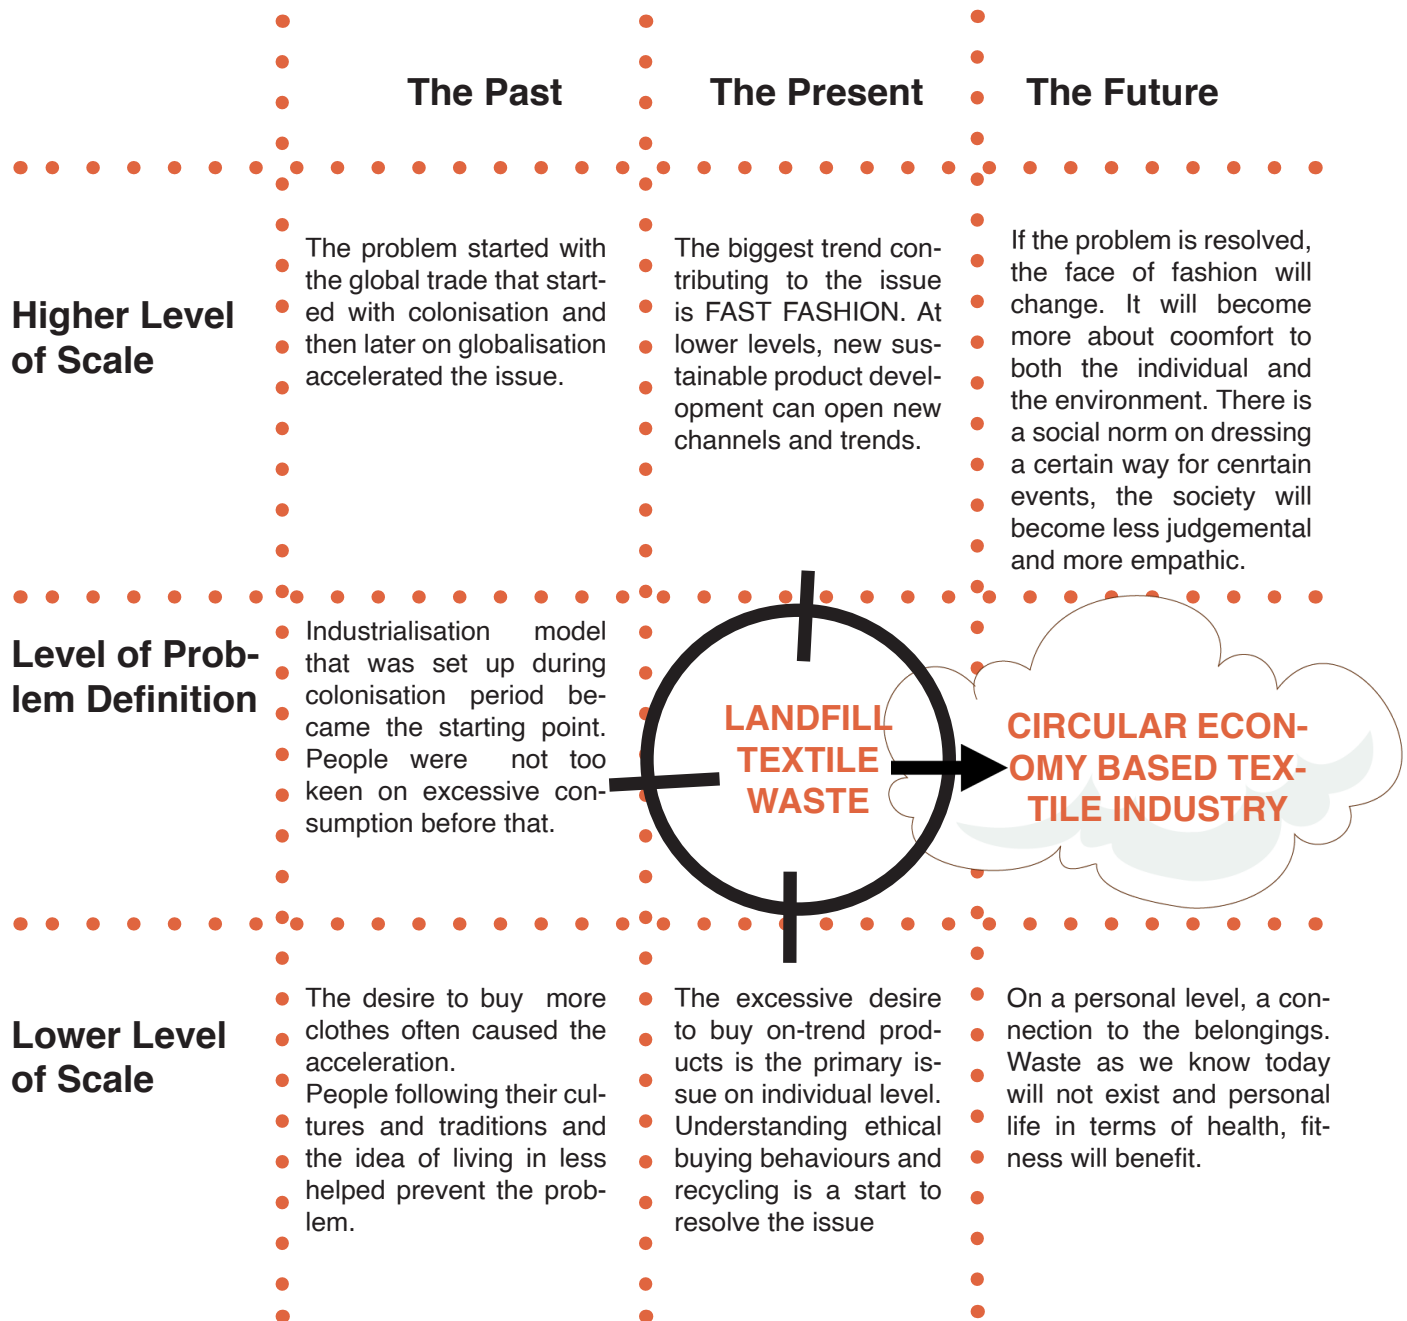 The Past
The Present
The Future
Higher Level
of Scale
The problem started with
the global trade that start-
ed with colonisation and
then later on globalisation
accelerated the issue.
The biggest trend con-
tributing to the issue
is FAST FASHION. At
lower levels, new sus-
tainable product devel-
opment can open new
channels and trends.
If the problem is resolved,
the face of fashion will
change. It will become
more about coomfort to
both the individual and
the environment. There is
a social norm on dressing
a certain way for cenrtain
events, the society will
become less judgemental
and more empathic.
Level of Prob-
lem Definition
Industrialisation model
that was set up during
colonisation period be-
came the starting point.
People were not too
keen on excessive con-
sumption before that.
LANDFILL
TEXTILE
WASTE
CIRCULAR ECON-
OMY BASED TEX-
TILE INDUSTRY
Lower Level
of Scale
The desire to buy more
clothes often caused the
acceleration.
People following their cul-
tures and traditions and
the idea of living in less
helped prevent the prob-
lem.
The excessive desire
to buy on-trend prod-
ucts is the primary is-
sue on individual level.
Understanding ethical
buying behaviours and
recycling is a start to
resolve the issue
On a personal level, a con-
nection to the belongings.
Waste as we know today
will not exist and personal
life in terms of health, fit-
ness will benefit.